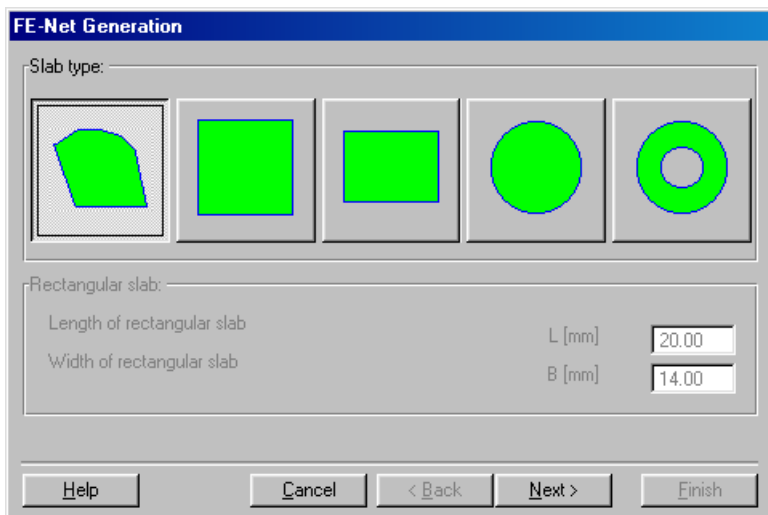 FE-Net Generation
Slab type:
Rectangular slab:
Length of rectangular slab
L [mm]
20.00
Width of rectangular slab
B [mm]
14.00
Help
Cancel
< Back
Next >
Finish